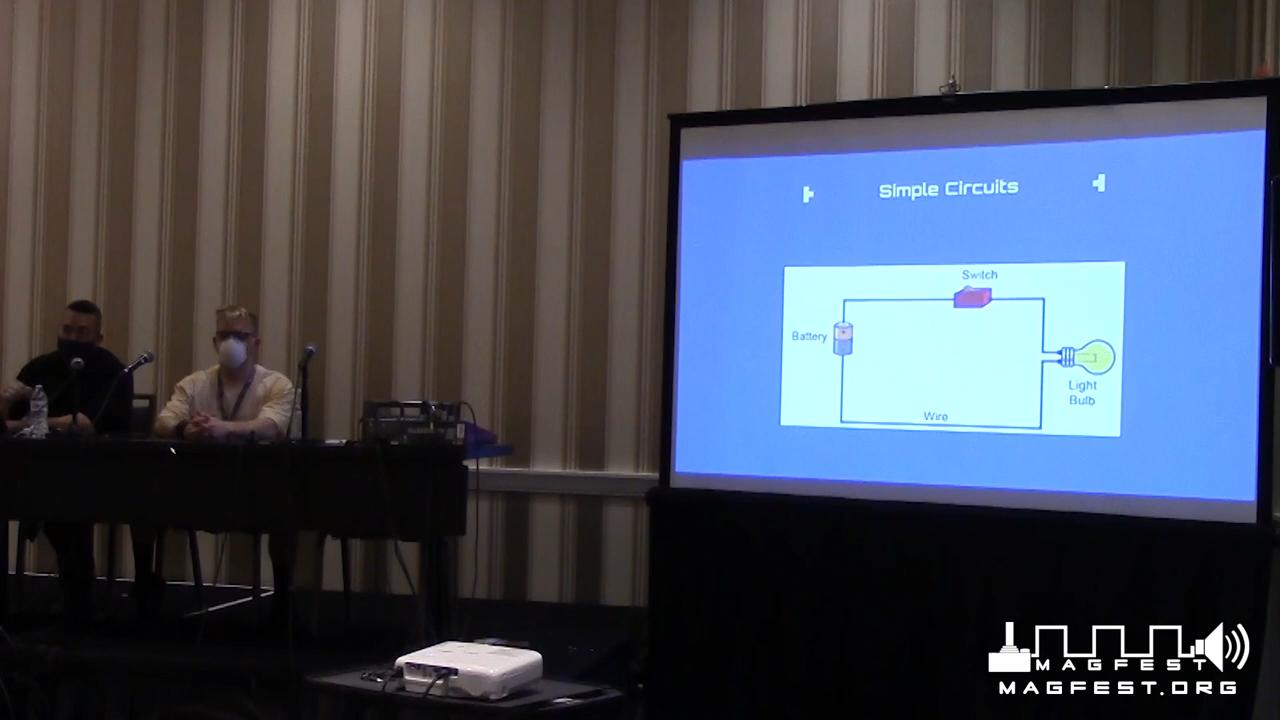 Simple Circuits
Switch
Battery
Light
Bulb
Wire
MAGFEST
MAGFEST.ORG